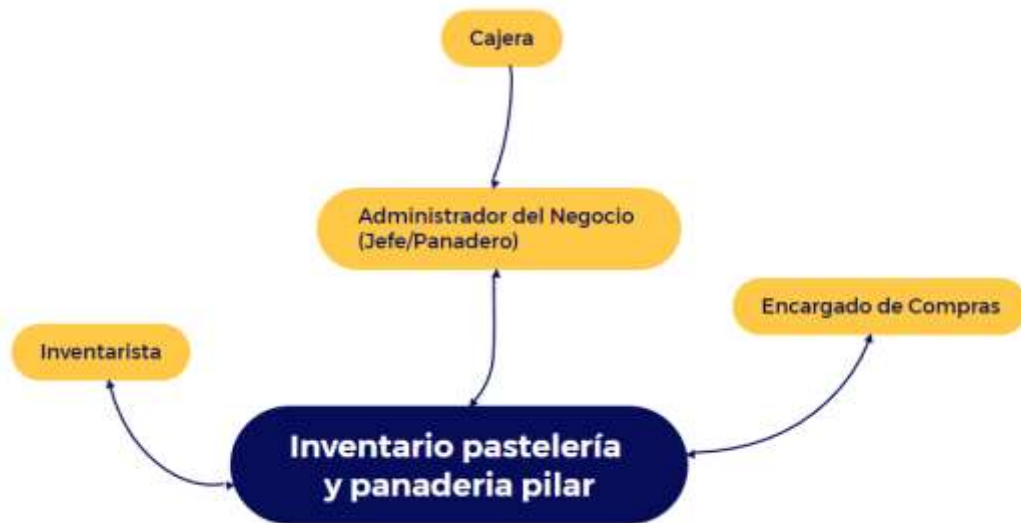 Cajera
Administrador del Negocio
(Jefe/Panadero)
Encargado de Compras
Inventarista
Inventario pastelería
y panaderia pilar